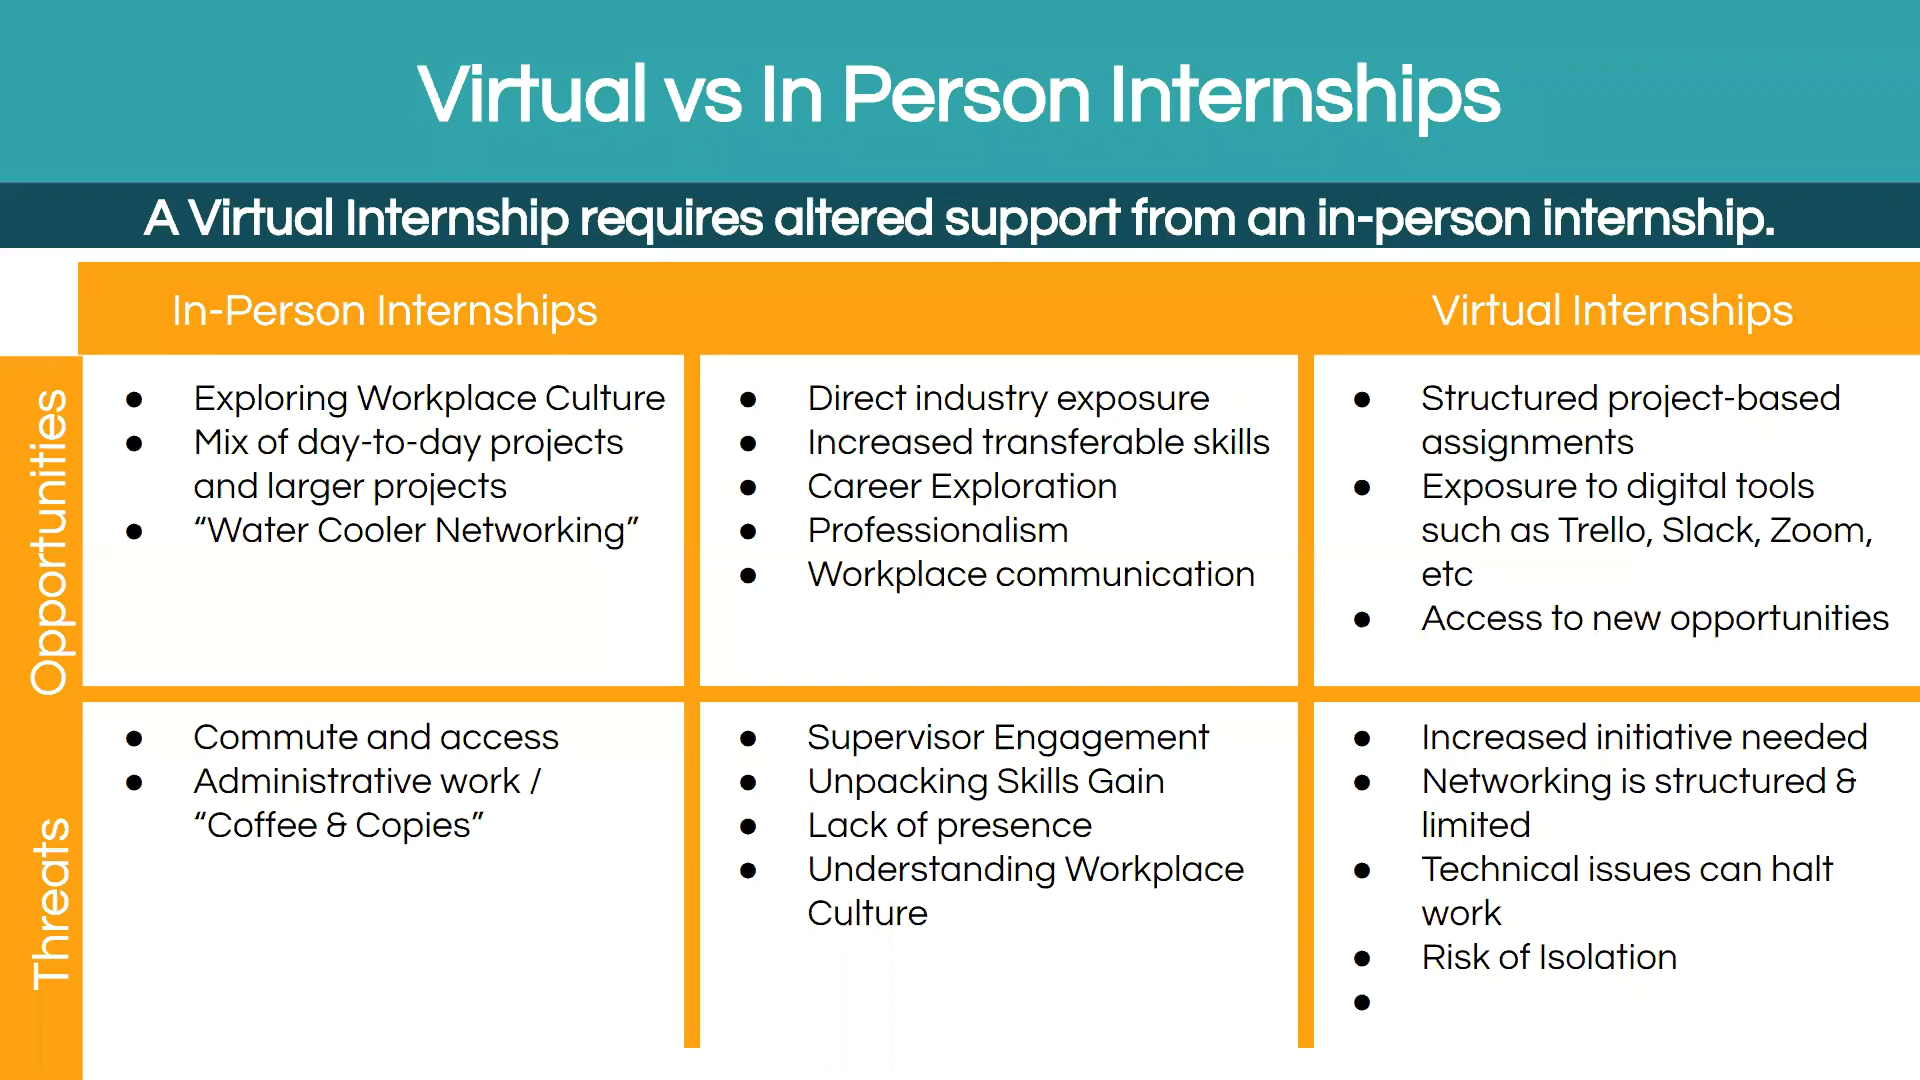 Virtual vs In Person Internships
A Virtual Internship requires altered support from an in-person internship.
In-Person Internships
Virtual Internships
Opportunities
● Exploring Workplace Culture
● Mix of day-to-day projects
and larger projects
● “Water Cooler Networking”
● Direct industry exposure
● Increased transferable skills
● Career Exploration
● Professionalism
● Workplace communication
● Structured project-based
assignments
● Exposure to digital tools
such as Trello, Slack, Zoom,
etc
● Access to new opportunities
Threats
● Commute and access
● Administrative work /
“Coffee & Copies”
● Supervisor Engagement
● Unpacking Skills Gain
● Lack of presence
● Understanding Workplace
Culture
● Increased initiative needed
● Networking is structured &
limited
● Technical issues can halt
work
● Risk of Isolation
●